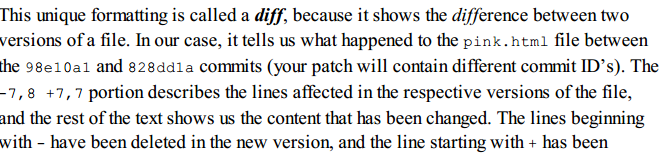 This unique formatting is called a diff, because it shows the difference between two
versions of a file. In our case, it tells us what happened to the pink.html file between
the 98e10a1 and 828dd1a commits (your patch will contain different commit ID’s). The
-7,8 +7,7 portion describes the lines affected in the respective versions of the file,
and the rest of the text shows us the content that has been changed. The lines beginning
with - have been deleted in the new version, and the line starting with + has been